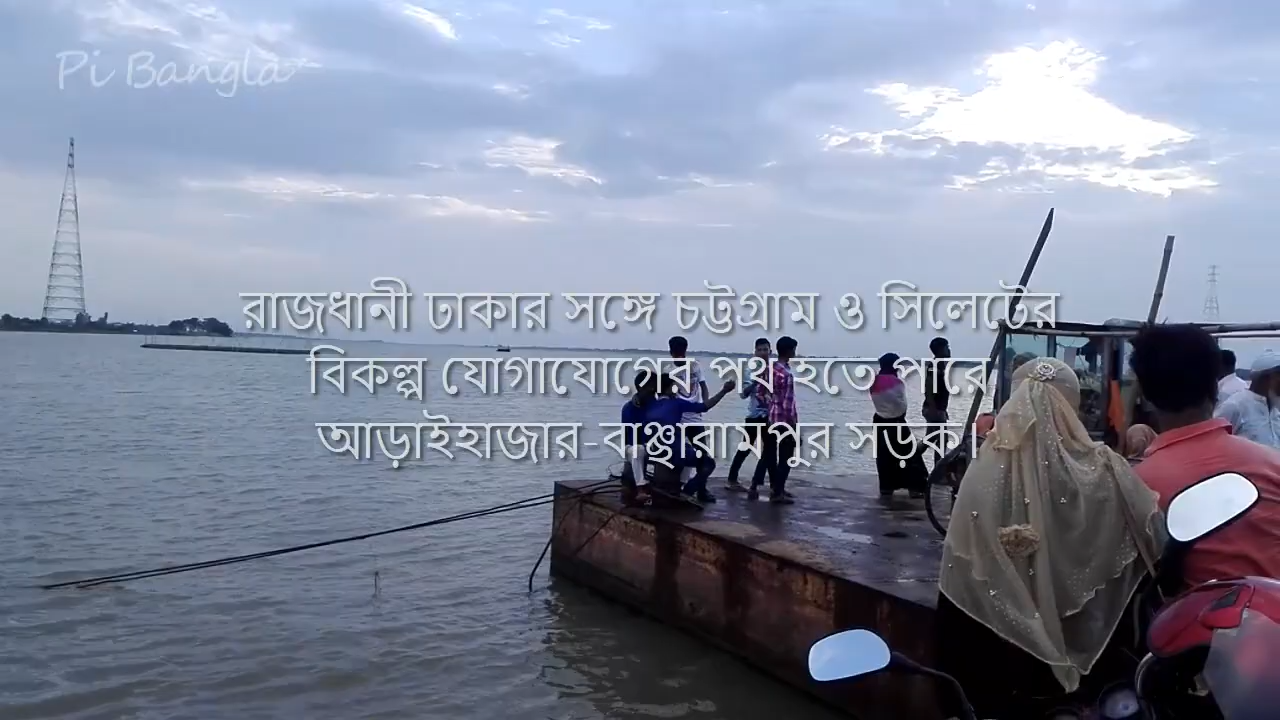 Pi Bangla
রাজধানী ঢাকার সঙ্গে চট্টগ্রাম ও সিলেটের
বিকল্প যোগাযোগের পথ হতে পারে
আড়াইহাজার-বাঞ্ছারামপুর সড়ক।